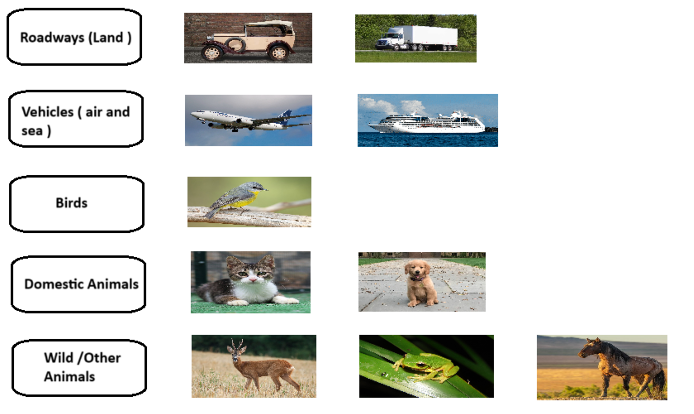 Roadways (Land )
Vehicles ( air and
sea )
Birds
Domestic Animals
Wild /Other
Animals